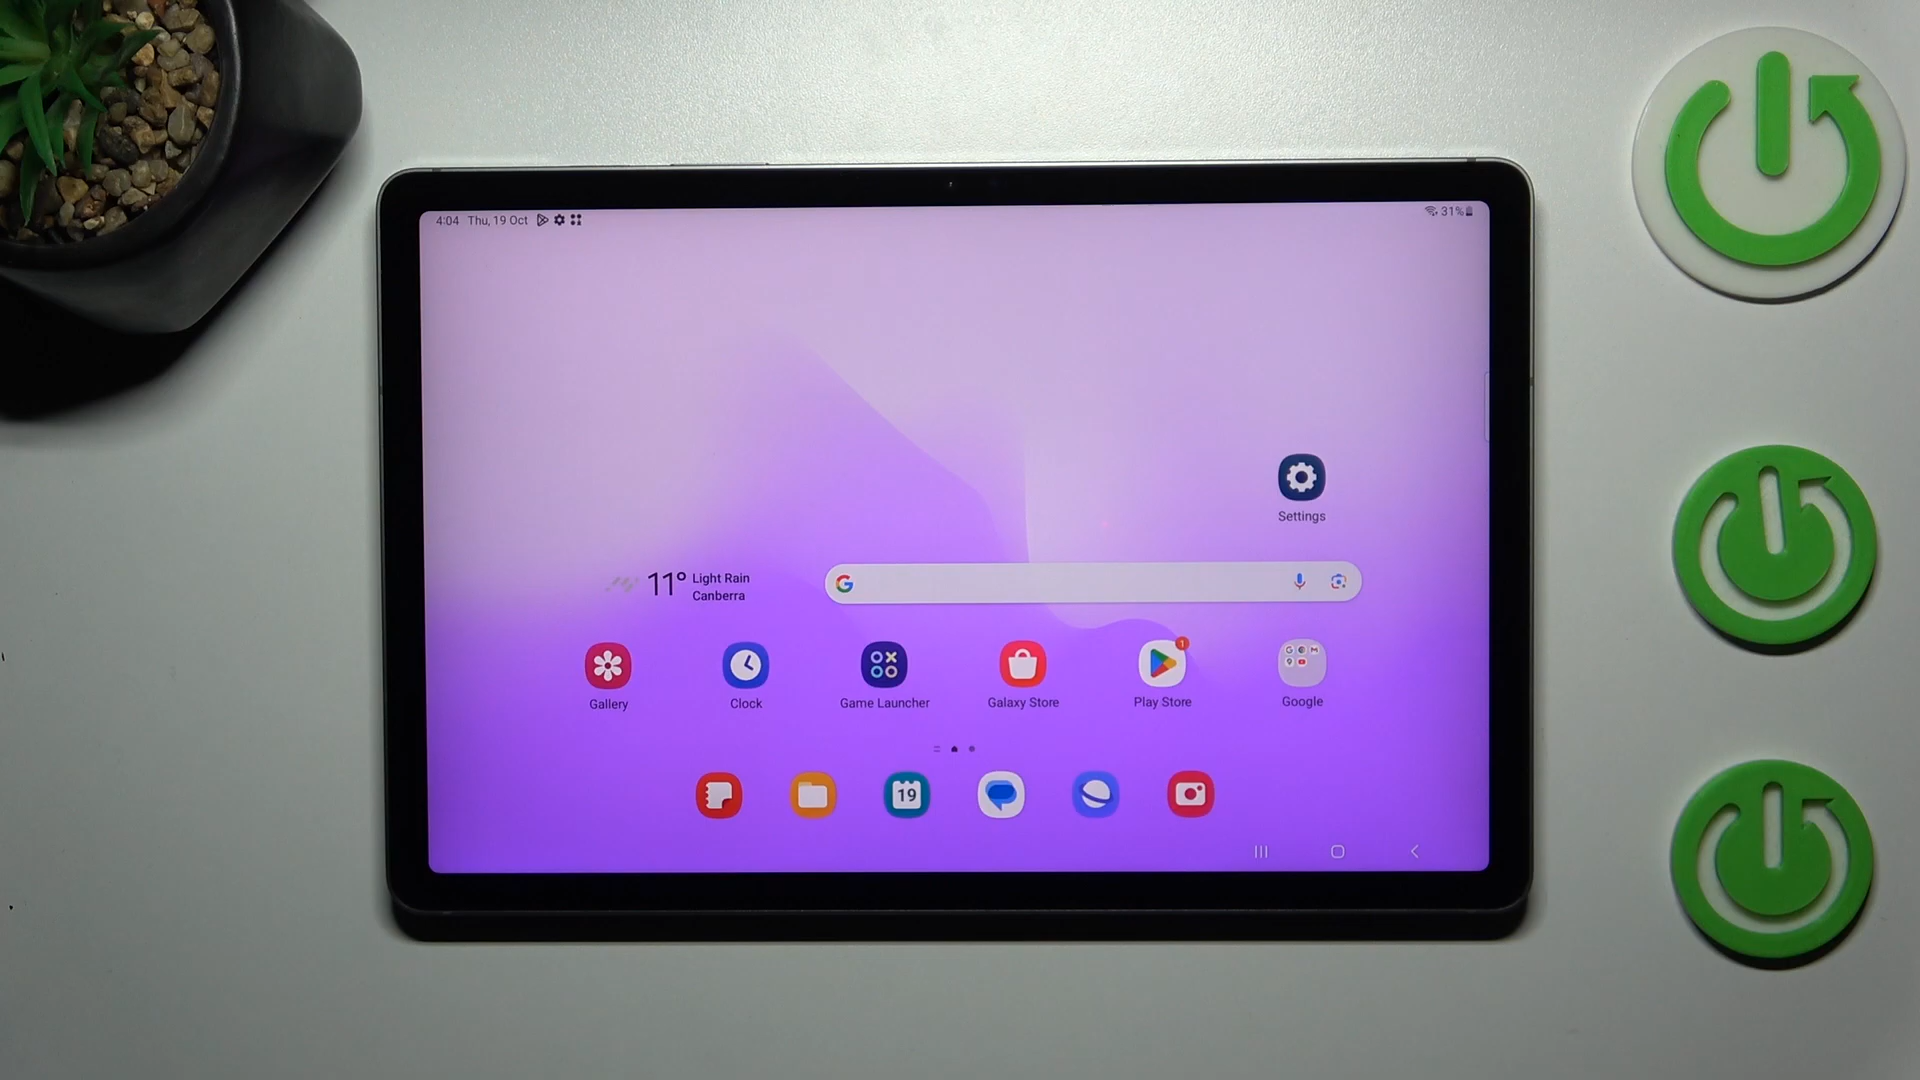 4:04 Thu, 19 Oct
31%
Settings
11° Light Rain
Canberra
Gallery
Clock
Game Launcher
Galaxy Store
1
Play Store
Google
19